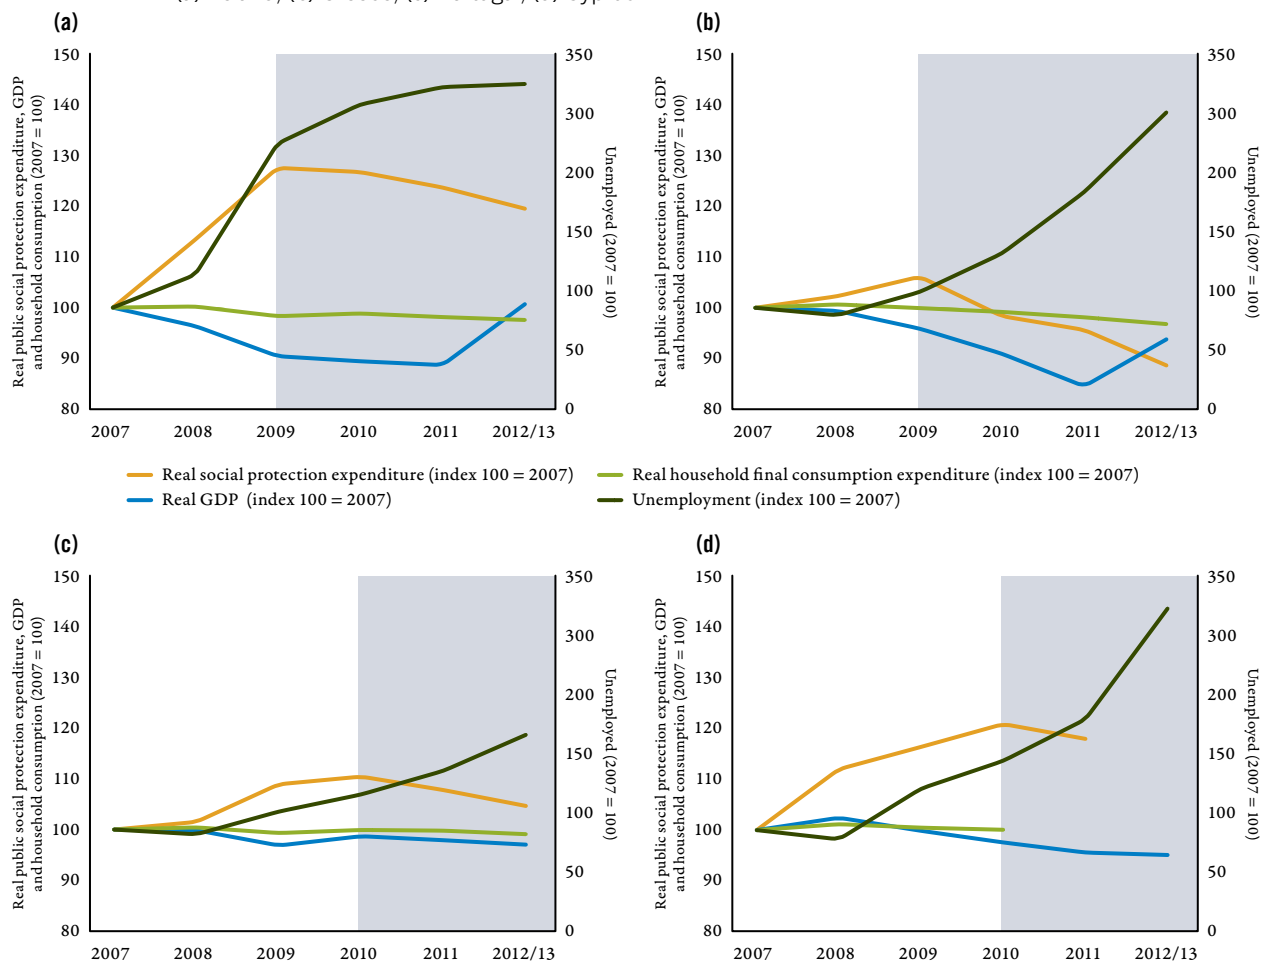 (a)
(b)
150
140
130
120
110
100
90
80
Real public social protection expenditure, GDP
and household consumption (2007 = 100)
350
300
250
200
150
100
50
0
Unemployed (2007 = 100)
2007 2008 2009 2010 2011 2012/13
150
140
130
120
110
100
90
80
Real public social protection expenditure, GDP
and household consumption (2007 = 100)
350
300
250
200
150
100
50
0
Unemployed (2007 = 100)
2007 2008 2009 2010 2011 2012/13
Real social protection expenditure (index 100 = 2007)
Real household final consumption expenditure (index 100 = 2007)
Real GDP (index 100 = 2007)
Unemployment (index 100 = 2007)
(c)
(d)
150
140
130
120
110
100
90
80
Real public social protection expenditure, GDP
and household consumption (2007 = 100)
350
300
250
200
150
100
50
0
Unemployed (2007 = 100)
2007 2008 2009 2010 2011 2012/13
150
140
130
120
110
100
90
80
Real public social protection expenditure, GDP
and household consumption (2007 = 100)
350
300
250
200
150
100
50
0
Unemployed (2007 = 100)
2007 2008 2009 2010 2011 2012/13